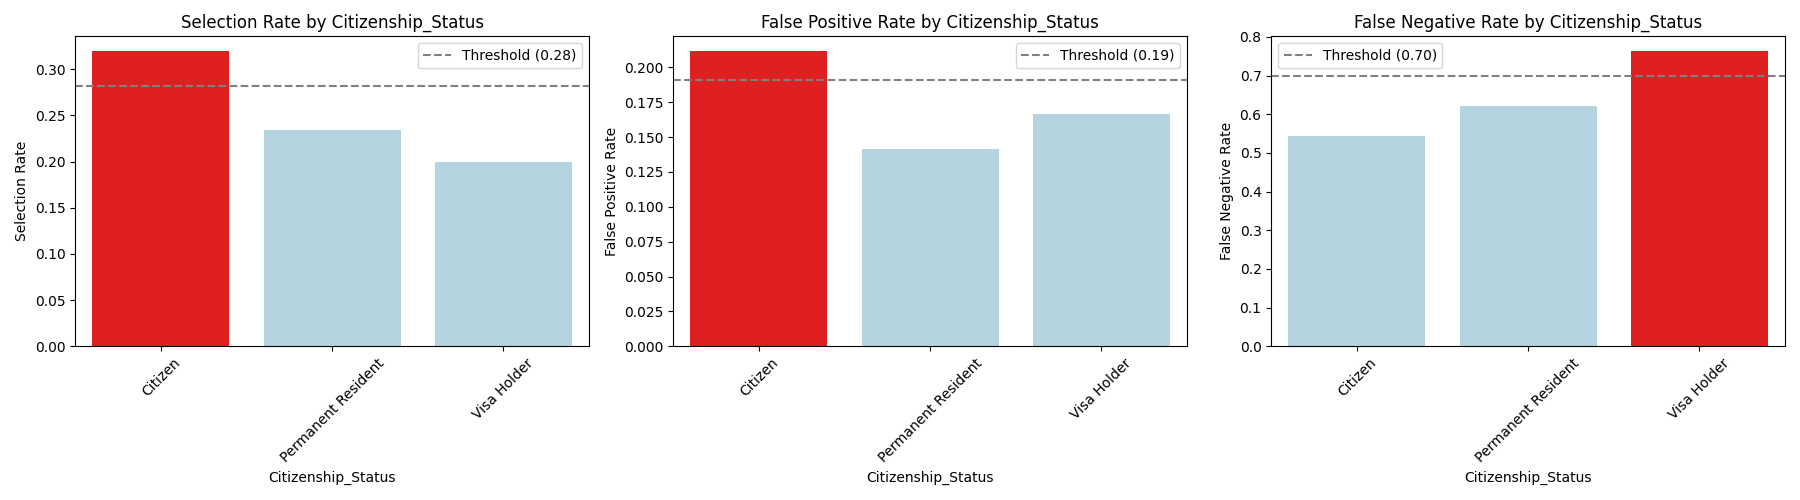 Selection Rate by Citizenship_Status
Threshold (0.28)
0.30
0.25
0.20
0.15
0.10
0.05
0.00
Selection Rate
Citizen
Permanent Resident
Visa Holder
Citizenship_Status
False Positive Rate by Citizenship_Status
Threshold (0.19)
0.200
0.175
0.150
0.125
0.100
0.075
0.050
0.025
0.000
False Positive Rate
Citizen
Permanent Resident
Visa Holder
Citizenship_Status
False Negative Rate by Citizenship_Status
Threshold (0.70)
0.8
0.7
0.6
0.5
0.4
0.3
0.2
0.1
0.0
False Negative Rate
Citizen
Permanent Resident
Visa Holder
Citizenship_Status